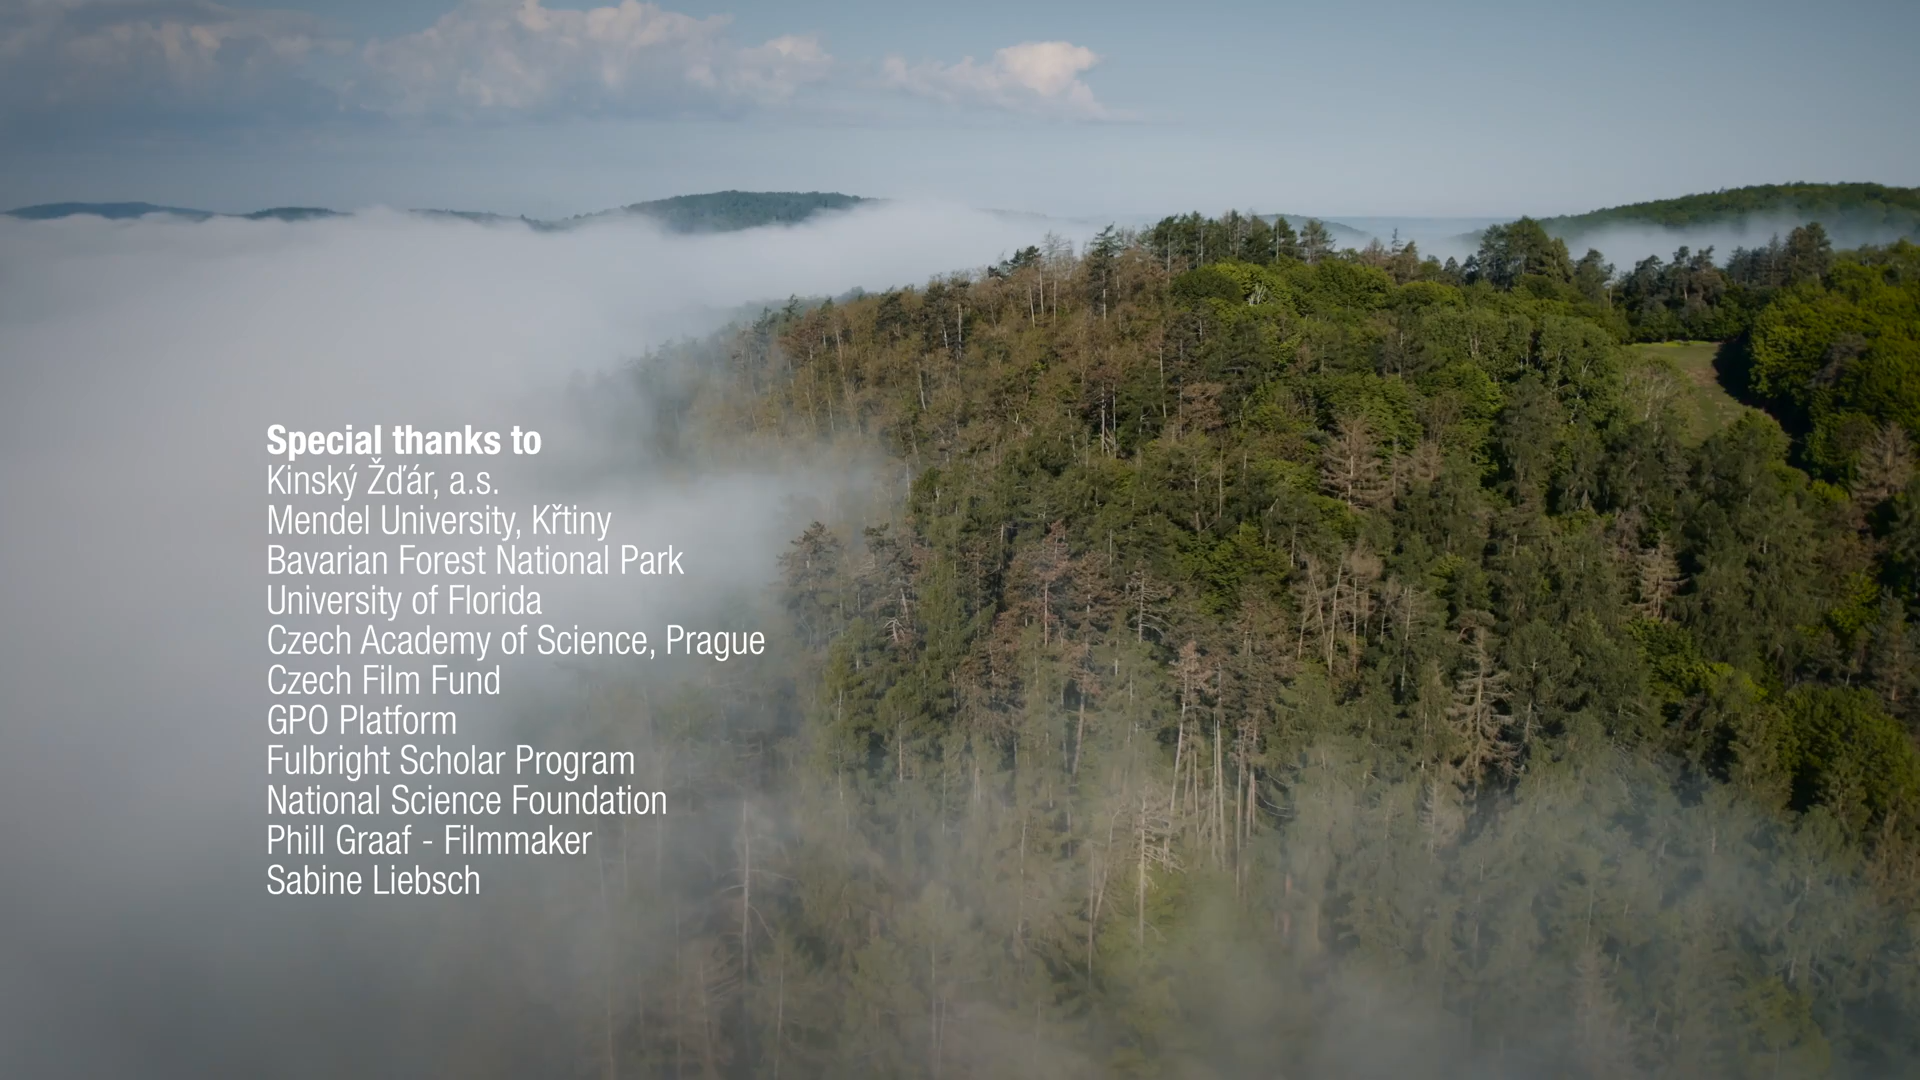 Special thanks to
Kinský Žďár, a.s.
Mendel University, Křtiny
Bavarian Forest National Park
University of Florida
Czech Academy of Science, Prague
Czech Film Fund
GPO Platform
Fulbright Scholar Program
National Science Foundation
Phill Graaf - Filmmaker
Sabine Liebsch